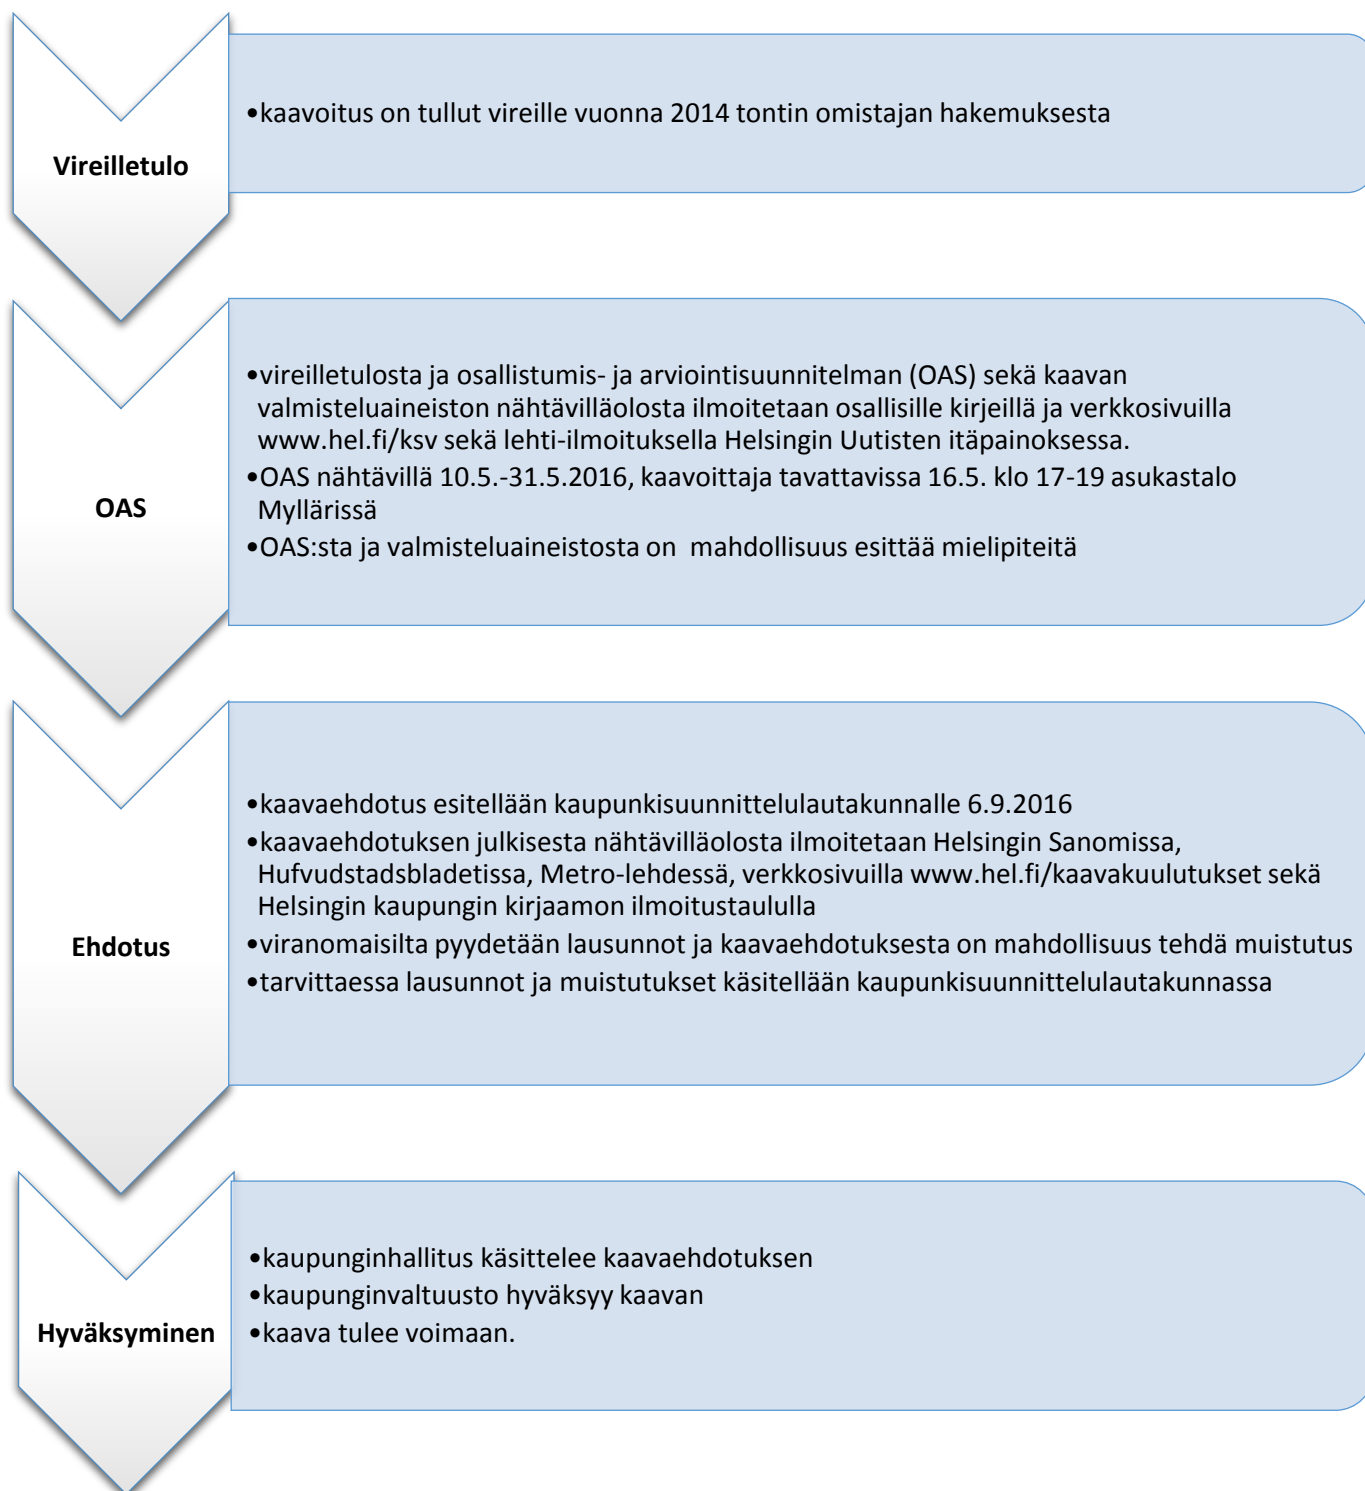 Vireilletulo
•kaavoitus on tullut vireille vuonna 2014 tontin omistajan hakemuksesta
OAS
•vireilletulosta ja osallistumis- ja arviointisuunnitelman (OAS) sekä kaavan
valmisteluaineiston nähtävilläolosta ilmoitetaan osallisille kirjeillä ja verkkosivuilla
www.hel.fi/ksv sekä lehti-ilmoituksella Helsingin Uutisten itäpainoksessa.
•OAS nähtävillä 10.5.-31.5.2016, kaavoittaja tavattavissa 16.5. klo 17-19 asukastalo
Myllärissä
•OAS:sta ja valmisteluaineistosta on  mahdollisuus esittää mielipiteitä
Ehdotus
•kaavaehdotus esitellään kaupunkisuunnittelulautakunnalle 6.9.2016
•kaavaehdotuksen julkisesta nähtävilläolosta ilmoitetaan Helsingin Sanomissa,
Hufvudstadsbladetissa, Metro-lehdessä, verkkosivuilla www.hel.fi/kaavakuulutukset sekä
Helsingin kaupungin kirjaamon ilmoitustaululla
•viranomaisilta pyydetään lausunnot ja kaavaehdotuksesta on mahdollisuus tehdä muistutus
•tarvittaessa lausunnot ja muistutukset käsitellään kaupunkisuunnittelulautakunnassa
Hyväksyminen
•kaupunginhallitus käsittelee kaavaehdotuksen
•kaupunginvaltuusto hyväksyy kaavan
•kaava tulee voimaan.